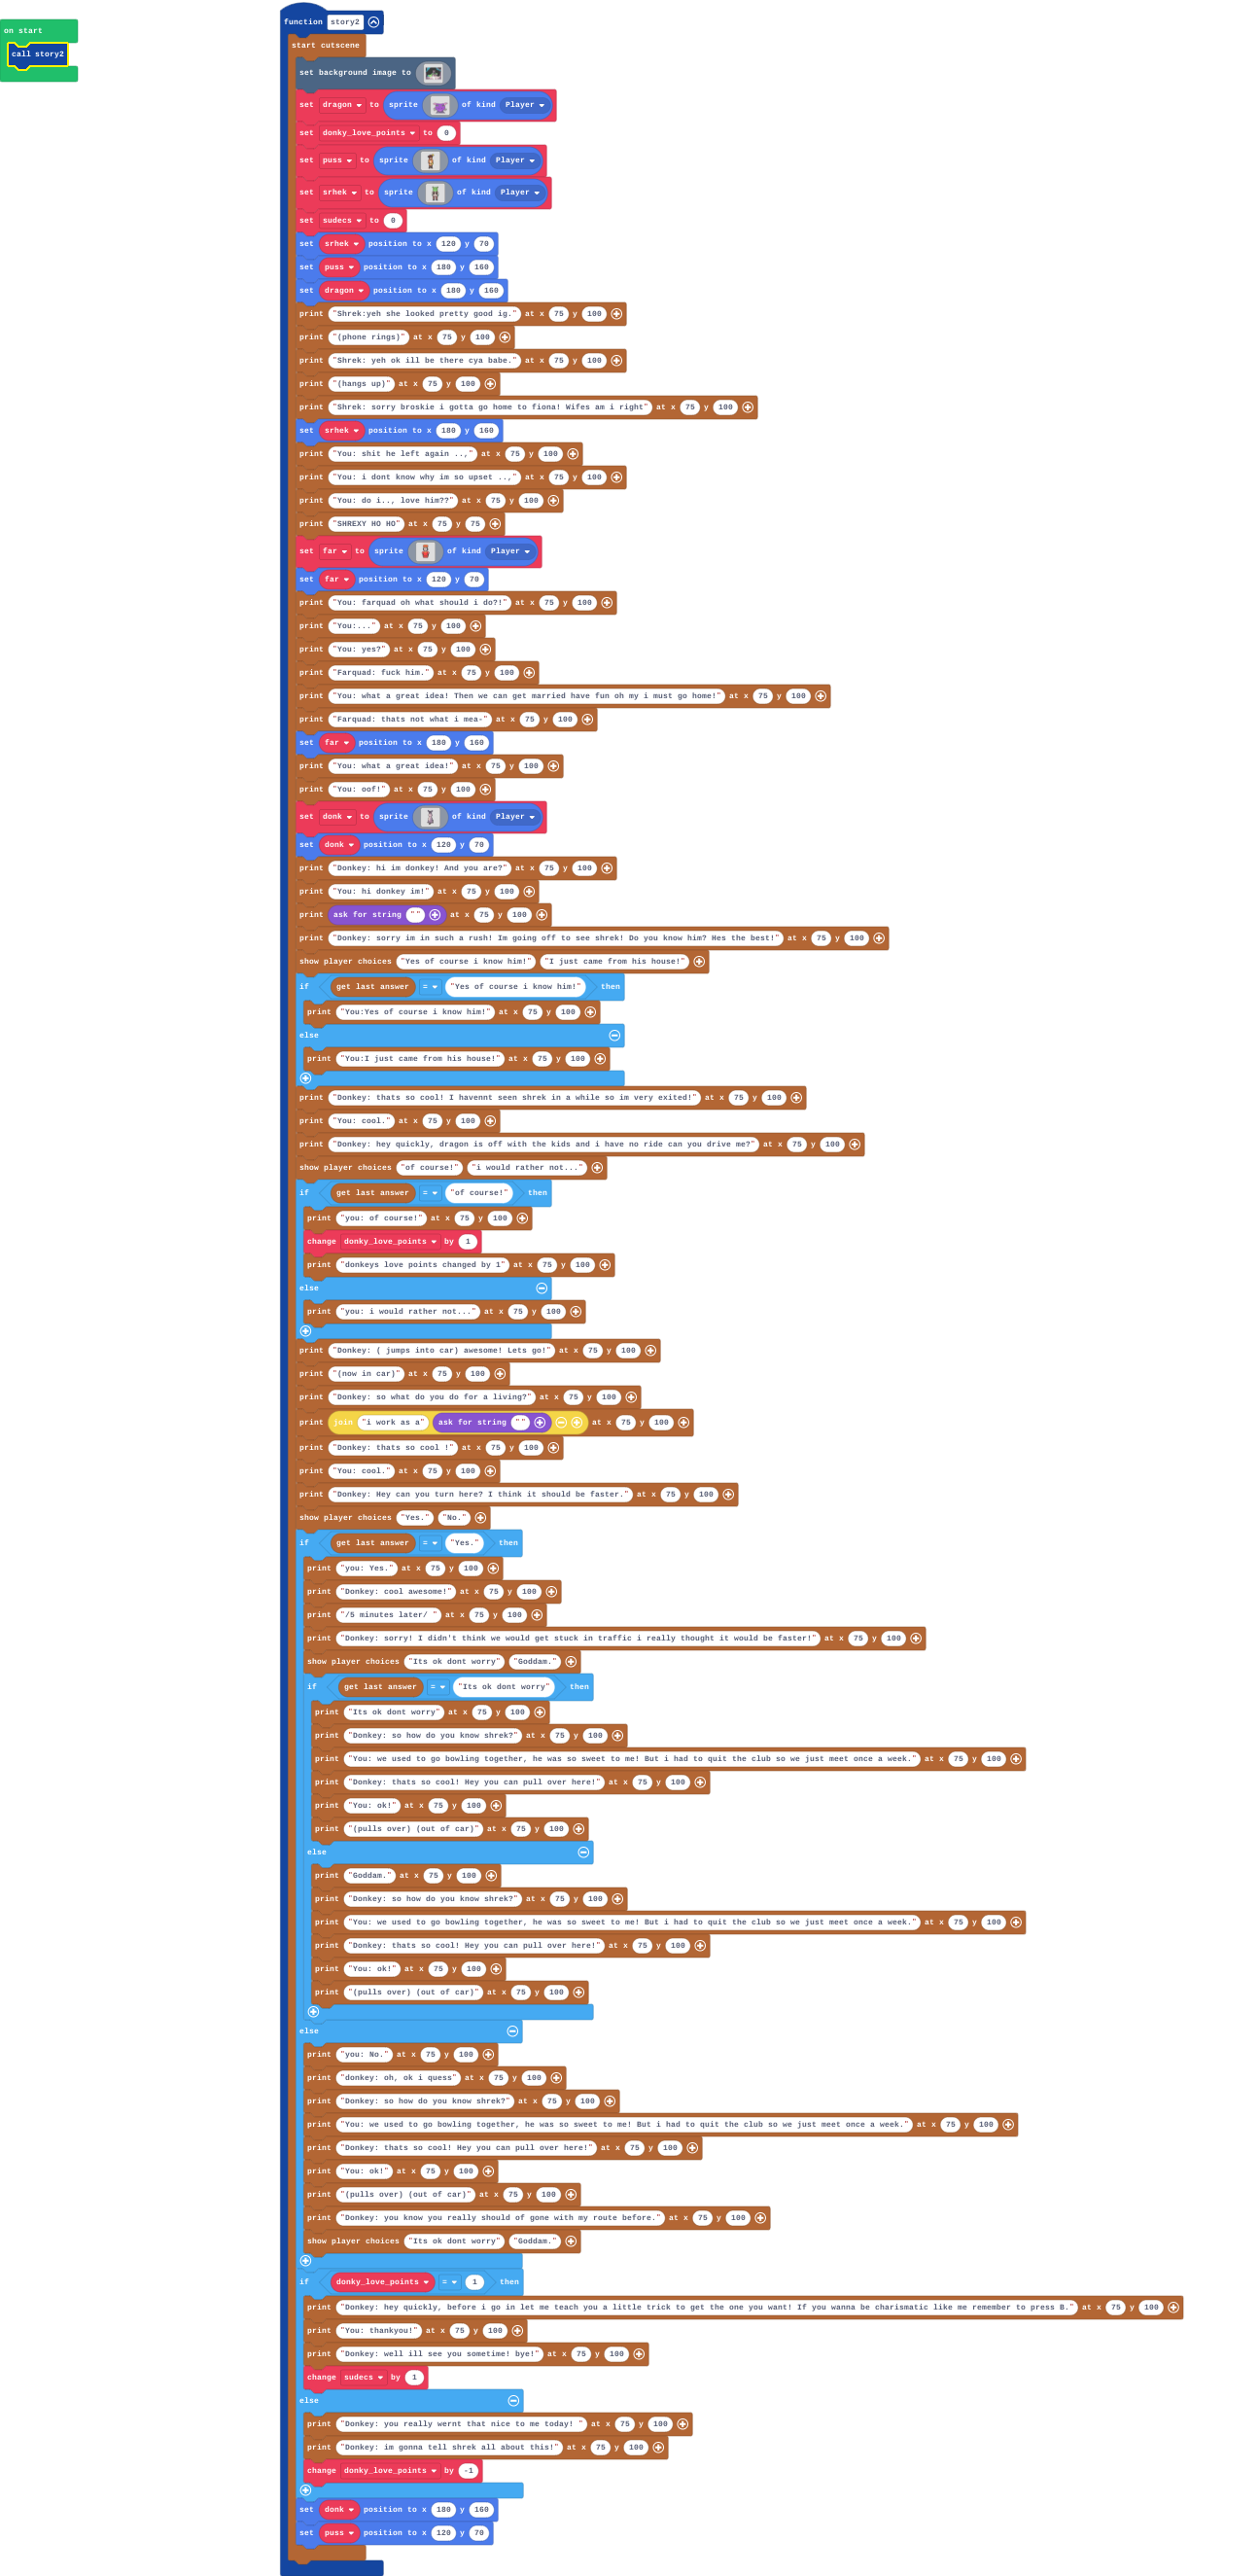 on start
call story2
function story2
start cutscene
set background image to
set dragon to sprite of kind Player
set donky_love_points to 0
set puss to sprite of kind Player
set srhek to sprite of kind Player
set sudecs to 0
set srhek position to x 120 y 70
set puss position to x 180 y 160
set dragon position to x 180 y 160
print "Shrek:yeh she looked pretty good ig." at x 75 y 100
print "(phone rings)" at x 75 y 100
print "Shrek: yeh ok ill be there cya babe." at x 75 y 100
print "(hangs up)" at x 75 y 100
print "Shrek: sorry broskie i gotta go home to fiona! Wifes am i right" at x 75 y 100
set srhek position to x 180 y 160
print "You: shit he left again ..," at x 75 y 100
print "You: i dont know why im so upset ..," at x 75 y 100
print "You: do i.., love him??" at x 75 y 100
print "SHREXY HO HO" at x 75 y 75
set far to sprite of kind Player
set far position to x 120 y 70
print "You: farquad oh what should i do?!" at x 75 y 100
print "You:..." at x 75 y 100
print "You: yes?" at x 75 y 100
print "Farquad: fuck him." at x 75 y 100
print "You: what a great idea! Then we can get married have fun oh my i must go home!" at x 75 y 100
print "Farquad: thats not what i mea-" at x 75 y 100
set far position to x 180 y 160
print "You: what a great idea!" at x 75 y 100
print "You: oof!" at x 75 y 100
set donk to sprite of kind Player
set donk position to x 120 y 70
print "Donkey: hi im donkey! And you are?" at x 75 y 100
print "You: hi donkey im!" at x 75 y 100
print ask for string "" at x 75 y 100
print "Donkey: sorry im in such a rush! Im going off to see shrek! Do you know him? Hes the best!" at x 75 y 100
show player choices "Yes of course i know him!" "I just came from his house!"
if get last answer = "Yes of course i know him!" then
print "You:Yes of course i know him!" at x 75 y 100
else
print "You:I just came from his house!" at x 75 y 100
print "Donkey: thats so cool! I havennt seen shrek in a while so im very exited!" at x 75 y 100
print "You: cool." at x 75 y 100
print "Donkey: hey quickly, dragon is off with the kids and i have no ride can you drive me?" at x 75 y 100
show player choices "of course!" "i would rather not..."
if get last answer = "of course!" then
print "you: of course!" at x 75 y 100
change donky_love_points by 1
print "donkeys love points changed by 1" at x 75 y 100
else
print "you: i would rather not..." at x 75 y 100
print "Donkey: ( jumps into car) awesome! Lets go!" at x 75 y 100
print "(now in car)" at x 75 y 100
print "Donkey: so what do you do for a living?" at x 75 y 100
print join "i work as a" ask for string "" at x 75 y 100
print "Donkey: thats so cool !" at x 75 y 100
print "You: cool." at x 75 y 100
print "Donkey: Hey can you turn here? I think it should be faster." at x 75 y 100
show player choices "Yes." "No."
if get last answer = "Yes." then
print "you: Yes." at x 75 y 100
print "Donkey: cool awesome!" at x 75 y 100
print "/5 minutes later/ " at x 75 y 100
print "Donkey: sorry! I didn't think we would get stuck in traffic i really thought it would be faster!" at x 75 y 100
show player choices "Its ok dont worry" "Goddam."
if get last answer = "Its ok dont worry" then
print "Its ok dont worry" at x 75 y 100
print "Donkey: so how do you know shrek?" at x 75 y 100
print "You: we used to go bowling together, he was so sweet to me! But i had to quit the club so we just meet once a week." at x 75 y 100
print "Donkey: thats so cool! Hey you can pull over here!" at x 75 y 100
print "You: ok!" at x 75 y 100
print "(pulls over) (out of car)" at x 75 y 100
else
print "Goddam." at x 75 y 100
print "Donkey: so how do you know shrek?" at x 75 y 100
print "You: we used to go bowling together, he was so sweet to me! But i had to quit the club so we just meet once a week." at x 75 y 100
print "Donkey: thats so cool! Hey you can pull over here!" at x 75 y 100
print "You: ok!" at x 75 y 100
print "(pulls over) (out of car)" at x 75 y 100
else
print "you: No." at x 75 y 100
print "donkey: oh, ok i quess" at x 75 y 100
print "Donkey: so how do you know shrek?" at x 75 y 100
print "You: we used to go bowling together, he was so sweet to me! But i had to quit the club so we just meet once a week." at x 75 y 100
print "Donkey: thats so cool! Hey you can pull over here!" at x 75 y 100
print "You: ok!" at x 75 y 100
print "(pulls over) (out of car)" at x 75 y 100
print "Donkey: you know you really should of gone with my route before." at x 75 y 100
show player choices "Its ok dont worry" "Goddam."
if donky_love_points = 1 then
print "Donkey: hey quickly, before i go in let me teach you a little trick to get the one you want! If you wanna be charismatic like me remember to press B." at x 75 y 100
print "You: thankyou!" at x 75 y 100
print "Donkey: well ill see you sometime! bye!" at x 75 y 100
change sudecs by 1
else
print "Donkey: you really wernt that nice to me today! " at x 75 y 100
print "Donkey: im gonna tell shrek all about this!" at x 75 y 100
change donky_love_points by -1
set donk position to x 180 y 160
set puss position to x 120 y 70